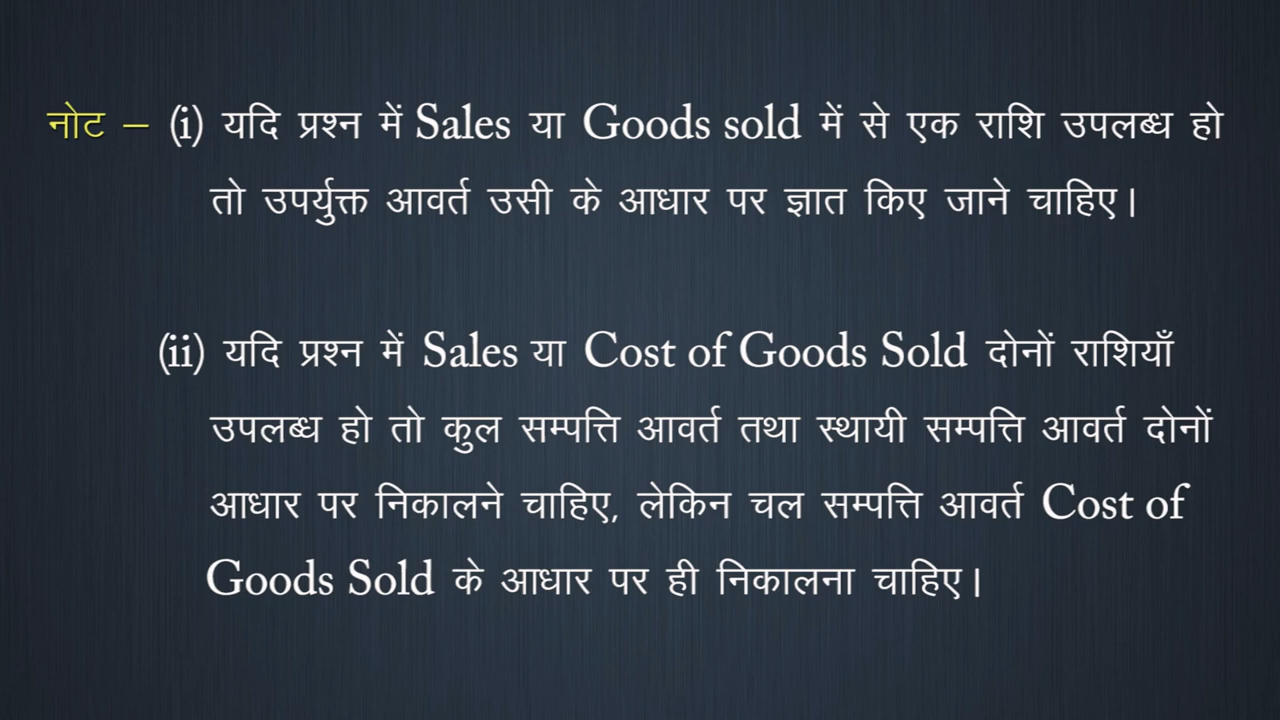 नोट – (i) यदि प्रश्न में Sales या Goods sold में से एक राशि उपलब्ध हो
तो उपर्युक्त आवर्त उसी के आधार पर ज्ञात किए जाने चाहिए।
(ii) यदि प्रश्न में Sales या Cost of Goods Sold दोनों राशियाँ
उपलब्ध हो तो कुल सम्पत्ति आवर्त तथा स्थायी सम्पत्ति आवर्त दोनों
आधार पर निकालने चाहिए, लेकिन चल सम्पत्ति आवर्त Cost of
Goods Sold के आधार पर ही निकालना चाहिए।